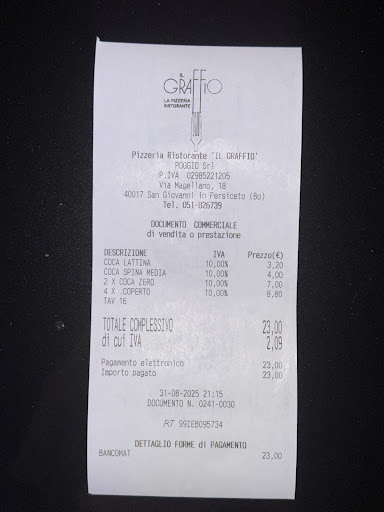 IL
GRAFFIO
LA PIZZERIA
RISTORANTE
Pizzeria Ristorante 'IL GRAFFIO'
POGGIO Srl
P.IVA 02985221205
Via Magellano, 18
40017 San Giovanni in Persiceto (Bo)
Tel. 051-826739
DOCUMENTO COMMERCIALE
di vendita o prestazione
DESCRIZIONE IVA Prezzo(€)
COCA LATTINA 10,00% 3,20
COCA SPINA MEDIA 10,00% 4,00
2 X COCA ZERO 10,00% 7,00
4 X .COPERTO 10,00% 8,80
TAV 16
TOTALE COMPLESSIVO 23,00
di cui IVA 2,09
Pagamento elettronico 23,00
Importo pagato 23,00
31-08-2025 21:15
DOCUMENTO N. 0241-0030
RT 99IEB095734
DETTAGLIO FORME di PAGAMENTO
BANCOMAT 23,00